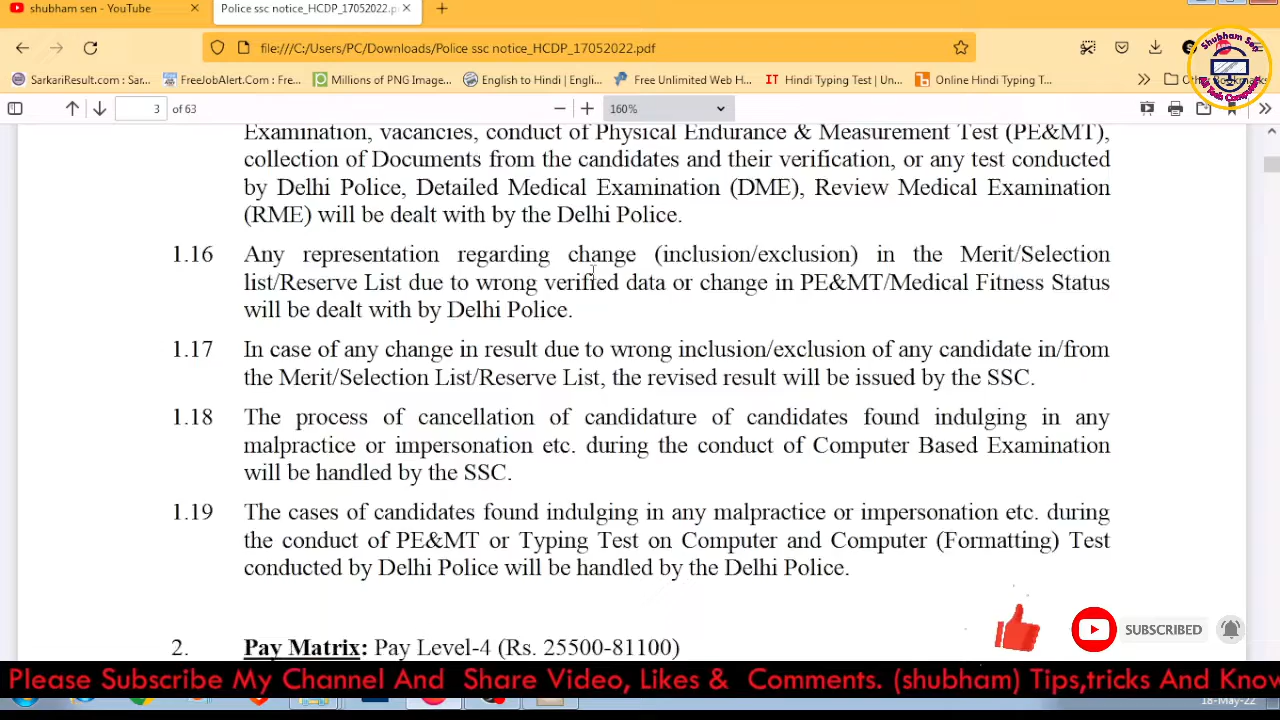 shubham sen - YouTube
Police ssc notice_HCDP_17052022.p
file:///C:/Users/PC/Downloads/Police ssc notice_HCDP_17052022.pdf
SarkariResult.com : Sar...
FreeJobAlert.Com : Fre...
Millions of PNG Image...
English to Hindi | Engli...
Free Unlimited Web H...
Hindi Typing Test | Un...
Online Hindi Typing T...
3 of 63
160%
Examination, vacancies, conduct of Physical Endurance & Measurement Test (PE&MT),
collection of Documents from the candidates and their verification, or any test conducted
by Delhi Police, Detailed Medical Examination (DME), Review Medical Examination
(RME) will be dealt with by the Delhi Police.
1.16 Any representation regarding change (inclusion/exclusion) in the Merit/Selection
list/Reserve List due to wrong verified data or change in PE&MT/Medical Fitness Status
will be dealt with by Delhi Police.
1.17 In case of any change in result due to wrong inclusion/exclusion of any candidate in/from
the Merit/Selection List/Reserve List, the revised result will be issued by the SSC.
1.18 The process of cancellation of candidature of candidates found indulging in any
malpractice or impersonation etc. during the conduct of Computer Based Examination
will be handled by the SSC.
1.19 The cases of candidates found indulging in any malpractice or impersonation etc. during
the conduct of PE&MT or Typing Test on Computer and Computer (Formatting) Test
conducted by Delhi Police will be handled by the Delhi Police.
2. Pay Matrix: Pay Level-4 (Rs. 25500-81100)
SUBSCRIBED
Please Subscribe My Channel And Share Video, Likes & Comments. (shubham) Tips,tricks And Know
18-May-22
Shubham Sen